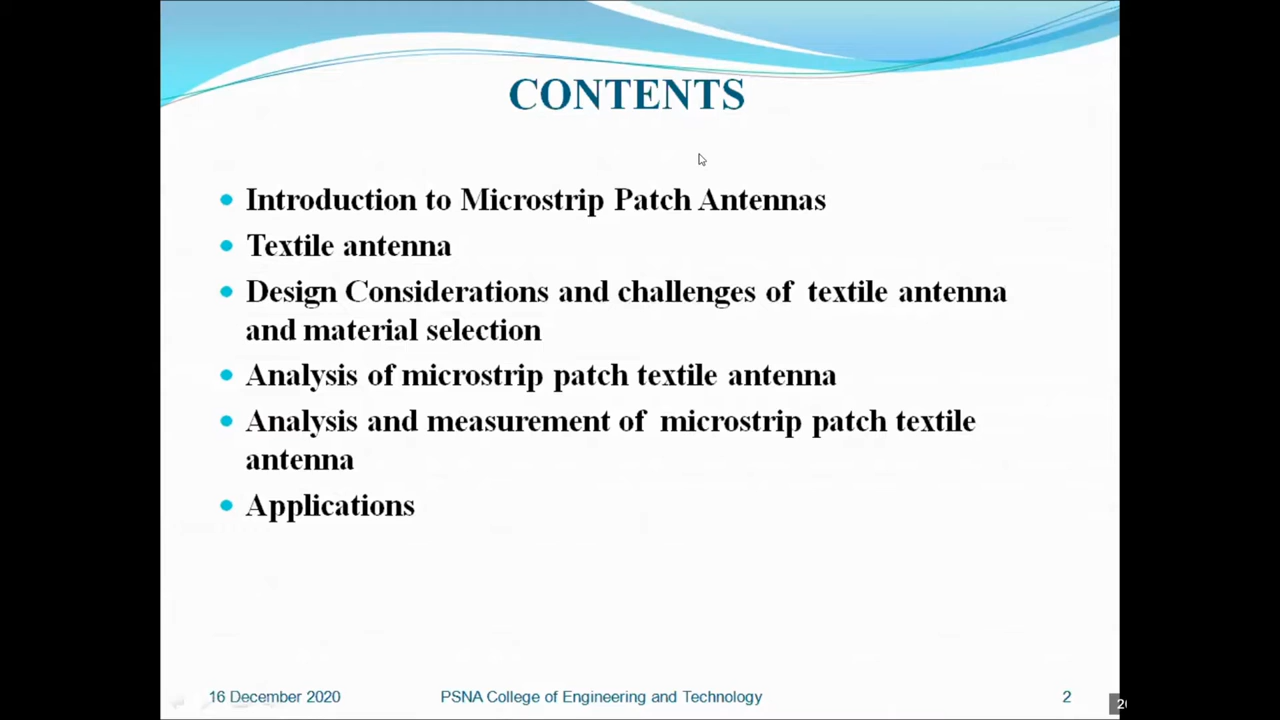 CONTENTS
Introduction to Microstrip Patch Antennas
Textile antenna
Design Considerations and challenges of textile antenna
and material selection
Analysis of microstrip patch textile antenna
Analysis and measurement of microstrip patch textile
antenna
Applications
16 December 2020 PSNA College of Engineering and Technology 2